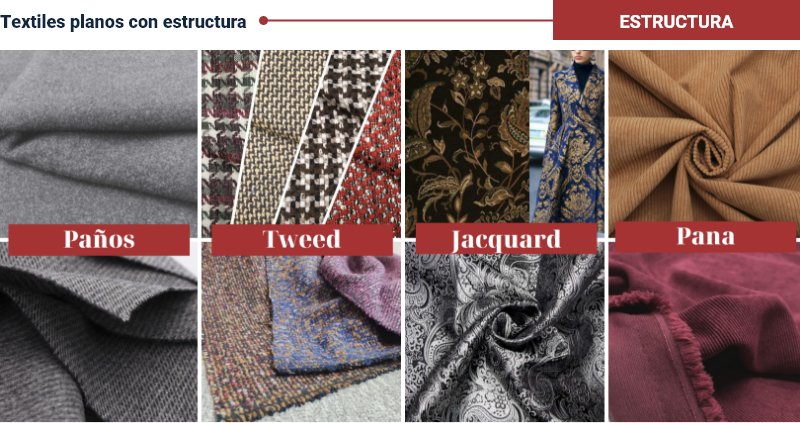 Textiles planos con estructura
ESTRUCTURA
Paños
Tweed
Jacquard
Pana